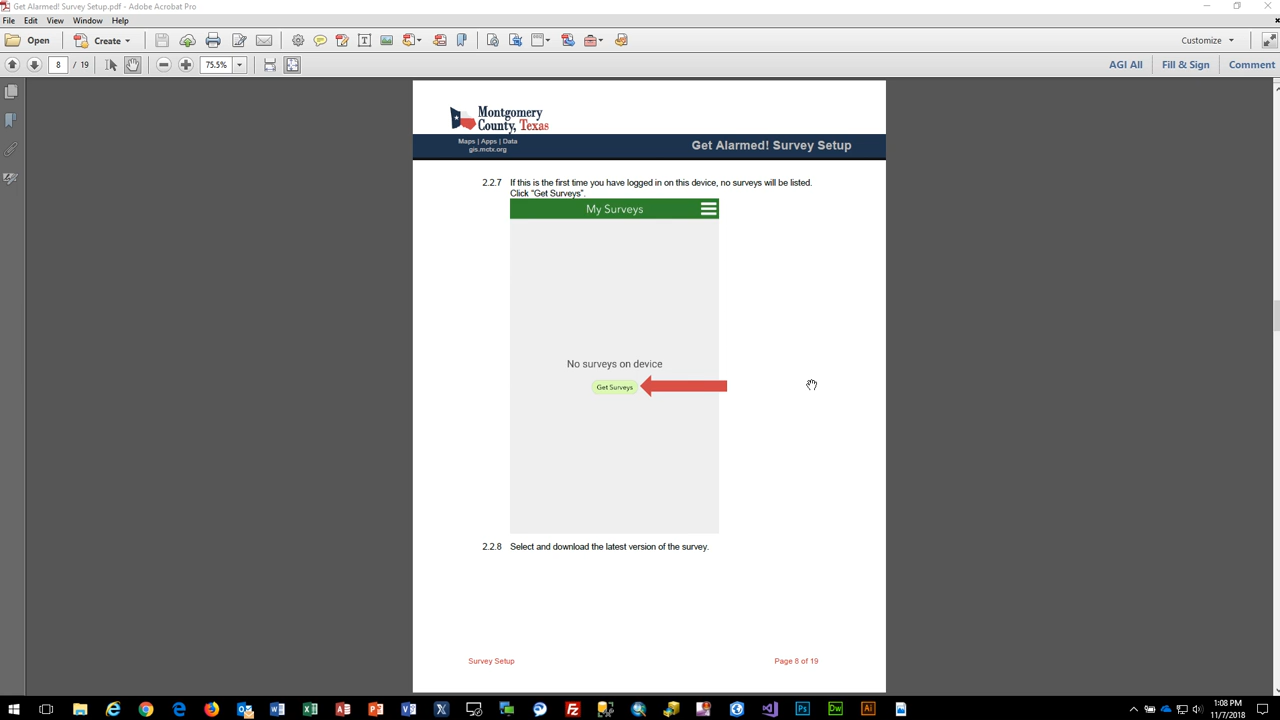 Get Alarmed! Survey Setup.pdf - Adobe Acrobat Pro
File Edit View Window Help
Open Create Customize
8 / 19 75.5% AGI All Fill & Sign Comment
Montgomery
County, Texas
Maps | Apps | Data
gis.mctx.org
Get Alarmed! Survey Setup
2.2.7 If this is the first time you have logged in on this device, no surveys will be listed.
Click "Get Surveys".
My Surveys
No surveys on device
Get Surveys
2.2.8 Select and download the latest version of the survey.
Survey Setup Page 8 of 19
1:08 PM
11/7/2018